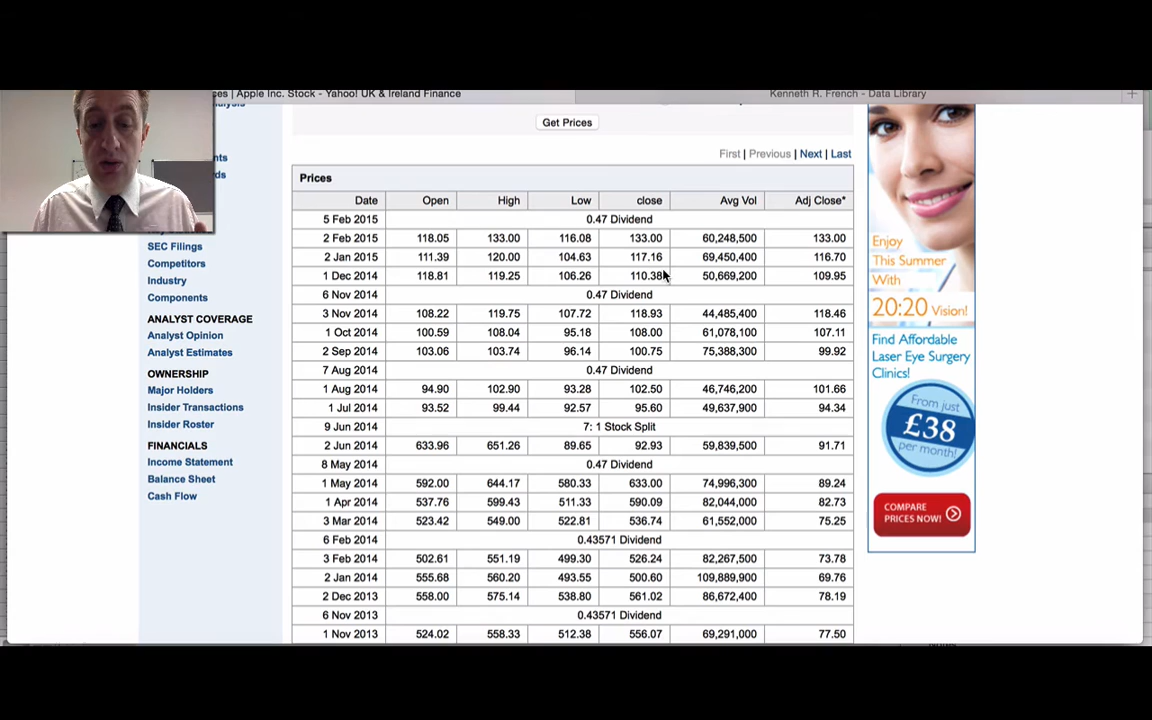 ces | Apple Inc. Stock - Yahoo! UK & Ireland Finance
Kenneth R. French - Data Library
+
Get Prices
First | Previous | Next | Last
SEC Filings
Competitors
Industry
Components
ANALYST COVERAGE
Analyst Opinion
Analyst Estimates
OWNERSHIP
Major Holders
Insider Transactions
Insider Roster
FINANCIALS
Income Statement
Balance Sheet
Cash Flow
Prices
Date Open High Low close Avg Vol Adj Close*
5 Feb 2015 0.47 Dividend
2 Feb 2015 118.05 133.00 116.08 133.00 60,248,500 133.00
2 Jan 2015 111.39 120.00 104.63 117.16 69,450,400 116.70
1 Dec 2014 118.81 119.25 106.26 110.38 50,669,200 109.95
6 Nov 2014 0.47 Dividend
3 Nov 2014 108.22 119.75 107.72 118.93 44,485,400 118.46
1 Oct 2014 100.59 108.04 95.18 108.00 61,078,100 107.11
2 Sep 2014 103.06 103.74 96.14 100.75 75,388,300 99.92
7 Aug 2014 0.47 Dividend
1 Aug 2014 94.90 102.90 93.28 102.50 46,746,200 101.66
1 Jul 2014 93.52 99.44 92.57 95.60 49,637,900 94.34
9 Jun 2014 7: 1 Stock Split
2 Jun 2014 633.96 651.26 89.65 92.93 59,839,500 91.71
8 May 2014 0.47 Dividend
1 May 2014 592.00 644.17 580.33 633.00 74,996,300 89.24
1 Apr 2014 537.76 599.43 511.33 590.09 82,044,000 82.73
3 Mar 2014 523.42 549.00 522.81 536.74 61,552,000 75.25
6 Feb 2014 0.43571 Dividend
3 Feb 2014 502.61 551.19 499.30 526.24 82,267,500 73.78
2 Jan 2014 555.68 560.20 493.55 500.60 109,889,900 69.76
2 Dec 2013 558.00 575.14 538.80 561.02 86,672,400 78.19
6 Nov 2013 0.43571 Dividend
1 Nov 2013 524.02 558.33 512.38 556.07 69,291,000 77.50
Enjoy
This Summer
With
20:20 Vision!
Find Affordable
Laser Eye Surgery
Clinics!
From just
£38
per month!
COMPARE
PRICES NOW!